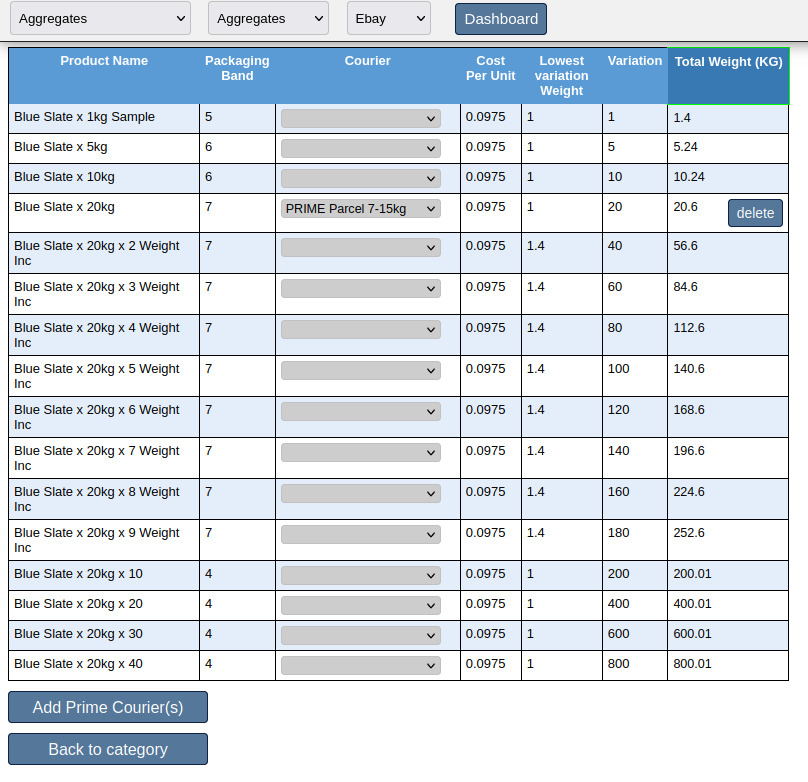 Aggregates Aggregates Ebay Dashboard
Product Name Packaging Band Courier Cost Per Unit Lowest variation Weight Variation Total Weight (KG)
Blue Slate x 1kg Sample 5 0.0975 1 1 1.4
Blue Slate x 5kg 6 0.0975 1 5 5.24
Blue Slate x 10kg 6 0.0975 1 10 10.24
Blue Slate x 20kg 7 PRIME Parcel 7-15kg 0.0975 1 20 20.6 delete
Blue Slate x 20kg x 2 Weight Inc 7 0.0975 1.4 40 56.6
Blue Slate x 20kg x 3 Weight Inc 7 0.0975 1.4 60 84.6
Blue Slate x 20kg x 4 Weight Inc 7 0.0975 1.4 80 112.6
Blue Slate x 20kg x 5 Weight Inc 7 0.0975 1.4 100 140.6
Blue Slate x 20kg x 6 Weight Inc 7 0.0975 1.4 120 168.6
Blue Slate x 20kg x 7 Weight Inc 7 0.0975 1.4 140 196.6
Blue Slate x 20kg x 8 Weight Inc 7 0.0975 1.4 160 224.6
Blue Slate x 20kg x 9 Weight Inc 7 0.0975 1.4 180 252.6
Blue Slate x 20kg x 10 4 0.0975 1 200 200.01
Blue Slate x 20kg x 20 4 0.0975 1 400 400.01
Blue Slate x 20kg x 30 4 0.0975 1 600 600.01
Blue Slate x 20kg x 40 4 0.0975 1 800 800.01
Add Prime Courier(s)
Back to category